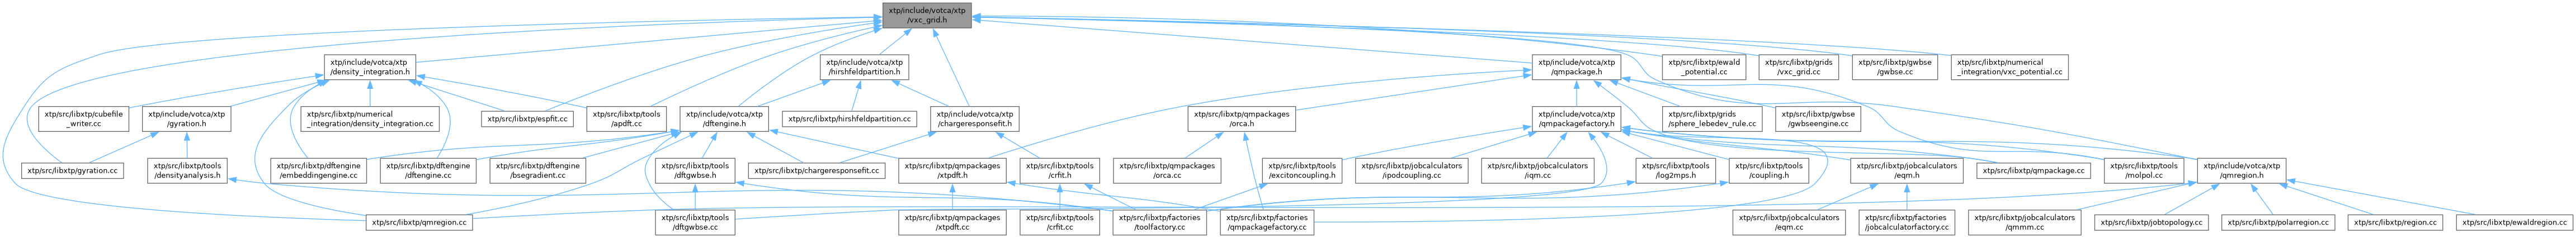 xtp/include/votca/xtp
/vxc_grid.h
xtp/include/votca/xtp
/density_integration.h
xtp/include/votca/xtp
/hirshfeldpartition.h
xtp/include/votca/xtp
/qmpackage.h
xtp/src/libxtp/ewald
_potential.cc
xtp/src/libxtp/grids
/vxc_grid.cc
xtp/src/libxtp/gwbse
/gwbse.cc
xtp/src/libxtp/numerical
_integration/vxc_potential.cc
xtp/src/libxtp/cubefile
_writer.cc
xtp/include/votca/xtp
/gyration.h
xtp/src/libxtp/numerical
_integration/density_integration.cc
xtp/src/libxtp/espfit.cc
xtp/src/libxtp/tools
/apdft.cc
xtp/include/votca/xtp
/dftengine.h
xtp/src/libxtp/hirshfeldpartition.cc
xtp/include/votca/xtp
/chargeresponsefit.h
xtp/src/libxtp/qmpackages
/orca.h
xtp/include/votca/xtp
/qmpackagefactory.h
xtp/src/libxtp/grids
/sphere_lebedev_rule.cc
xtp/src/libxtp/gwbse
/gwbseengine.cc
xtp/src/libxtp/gyration.cc
xtp/src/libxtp/tools
/densityanalysis.h
xtp/src/libxtp/dftengine
/embeddingengine.cc
xtp/src/libxtp/dftengine
/dftengine.cc
xtp/src/libxtp/dftengine
/bsegradient.cc
xtp/src/libxtp/tools
/dftgwbse.h
xtp/src/libxtp/chargeresponsefit.cc
xtp/src/libxtp/qmpackages
/xtpdft.h
xtp/src/libxtp/tools
/crfit.h
xtp/src/libxtp/qmpackages
/orca.cc
xtp/src/libxtp/tools
/excitoncoupling.h
xtp/src/libxtp/jobcalculators
/ipodcoupling.cc
xtp/src/libxtp/jobcalculators
/iqm.cc
xtp/src/libxtp/tools
/log2mps.h
xtp/src/libxtp/tools
/coupling.h
xtp/src/libxtp/jobcalculators
/eqm.h
xtp/src/libxtp/qmpackage.cc
xtp/src/libxtp/tools
/molpol.cc
xtp/include/votca/xtp
/qmregion.h
xtp/src/libxtp/qmregion.cc
xtp/src/libxtp/tools
/dftgwbse.cc
xtp/src/libxtp/qmpackages
/xtpdft.cc
xtp/src/libxtp/tools
/crfit.cc
xtp/src/libxtp/factories
/toolfactory.cc
xtp/src/libxtp/factories
/qmpackagefactory.cc
xtp/src/libxtp/jobcalculators
/eqm.cc
xtp/src/libxtp/factories
/jobcalculatorfactory.cc
xtp/src/libxtp/jobcalculators
/qmmm.cc
xtp/src/libxtp/jobtopology.cc
xtp/src/libxtp/polarregion.cc
xtp/src/libxtp/region.cc
xtp/src/libxtp/ewaldregion.cc